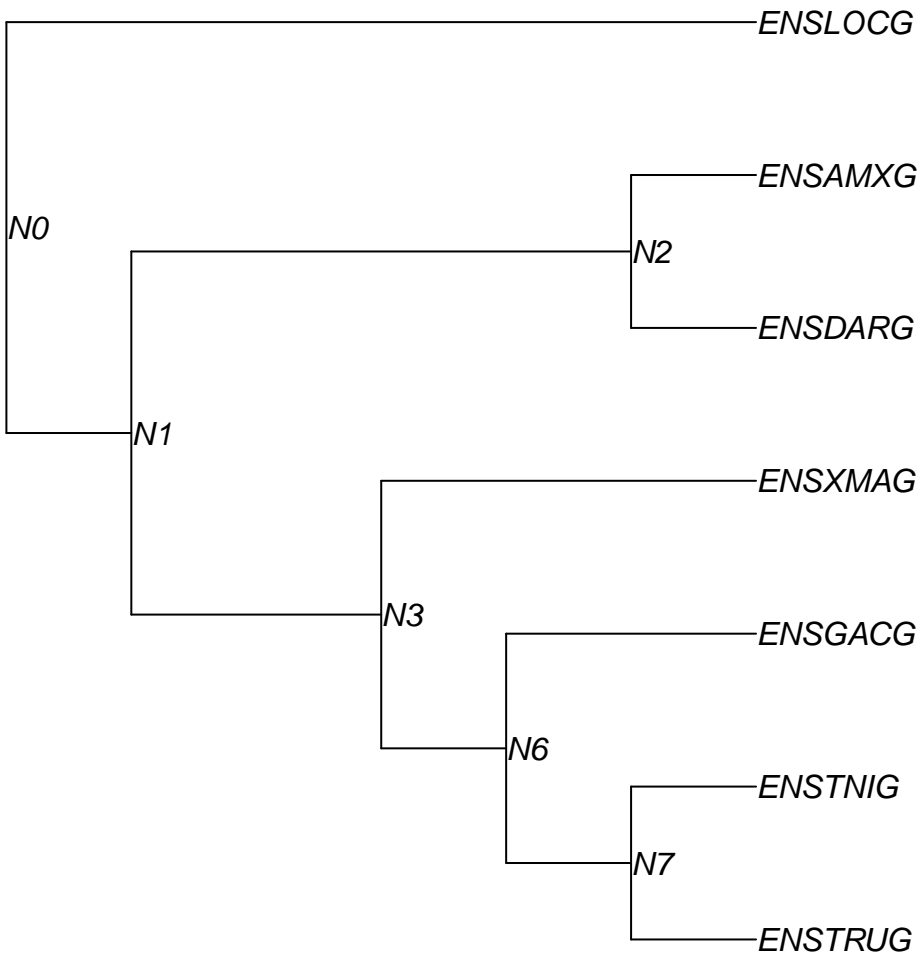 ENSLOCG
ENSAMXG
N0
N2
ENSDARG
N1
ENSXMAG
N3
ENSGACG
N6
ENSTNIG
N7
ENSTRUG